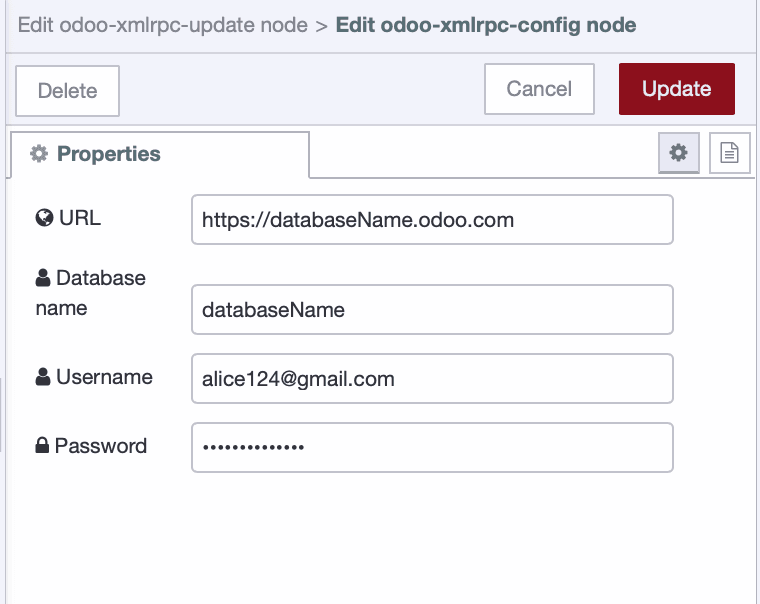 Edit odoo-xmlrpc-update node > Edit odoo-xmlrpc-config node
Delete
Cancel
Update
Properties
URL
https://databaseName.odoo.com
Database
name
databaseName
Username
alice124@gmail.com
Password
••••••••••••••